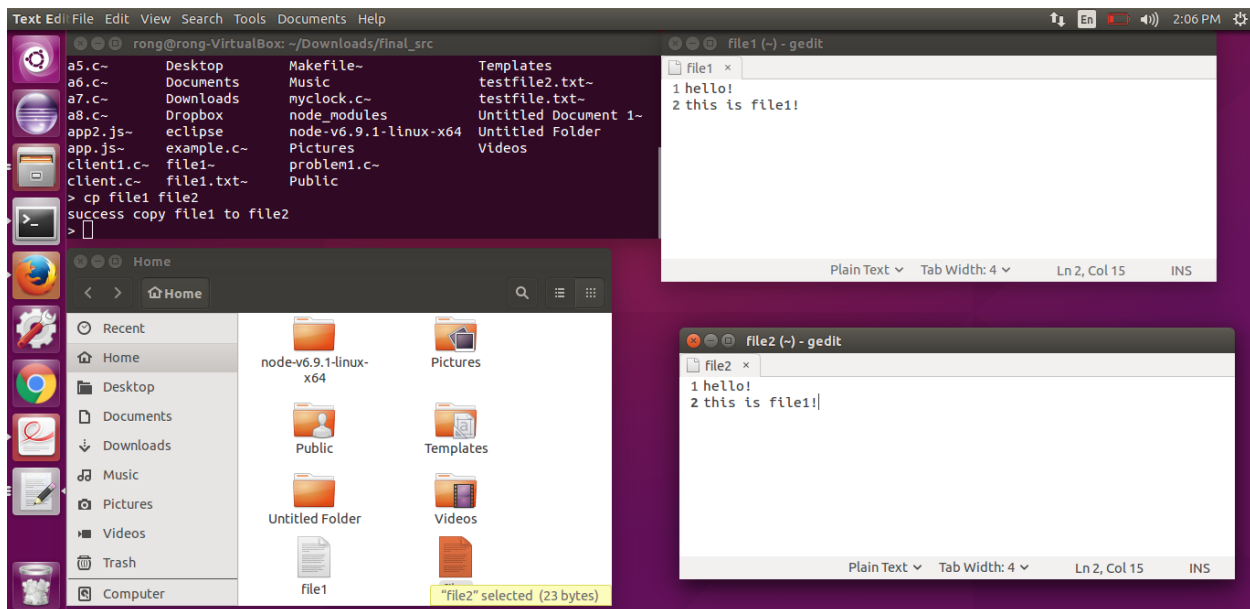 Text Edi File Edit View Search Tools Documents Help En 2:06 PM
rong@rong-VirtualBox: ~/Downloads/final_src
a5.c~ Desktop Makefile~ Templates
a6.c~ Documents Music testfile2.txt~
a7.c~ Downloads myclock.c~ testfile.txt~
a8.c~ Dropbox node_modules Untitled Document 1~
app2.js~ eclipse node-v6.9.1-linux-x64 Untitled Folder
app.js~ example.c~ Pictures Videos
client1.c~ file1~ problem1.c~
client.c~ file1.txt~ Public
> cp file1 file2
success copy file1 to file2
>
file1 (~) - gedit
file1 ×
1 hello!
2 this is file1!
Plain Text Tab Width: 4 Ln 2, Col 15 INS
Home
Home
Recent
Home
Desktop
Documents
Downloads
Music
Pictures
Videos
Trash
Computer
node-v6.9.1-linux-
x64
Pictures
Public
Templates
Untitled Folder
Videos
file1
"file2" selected (23 bytes)
file2 (~) - gedit
file2 ×
1 hello!
2 this is file1!
Plain Text Tab Width: 4 Ln 2, Col 15 INS